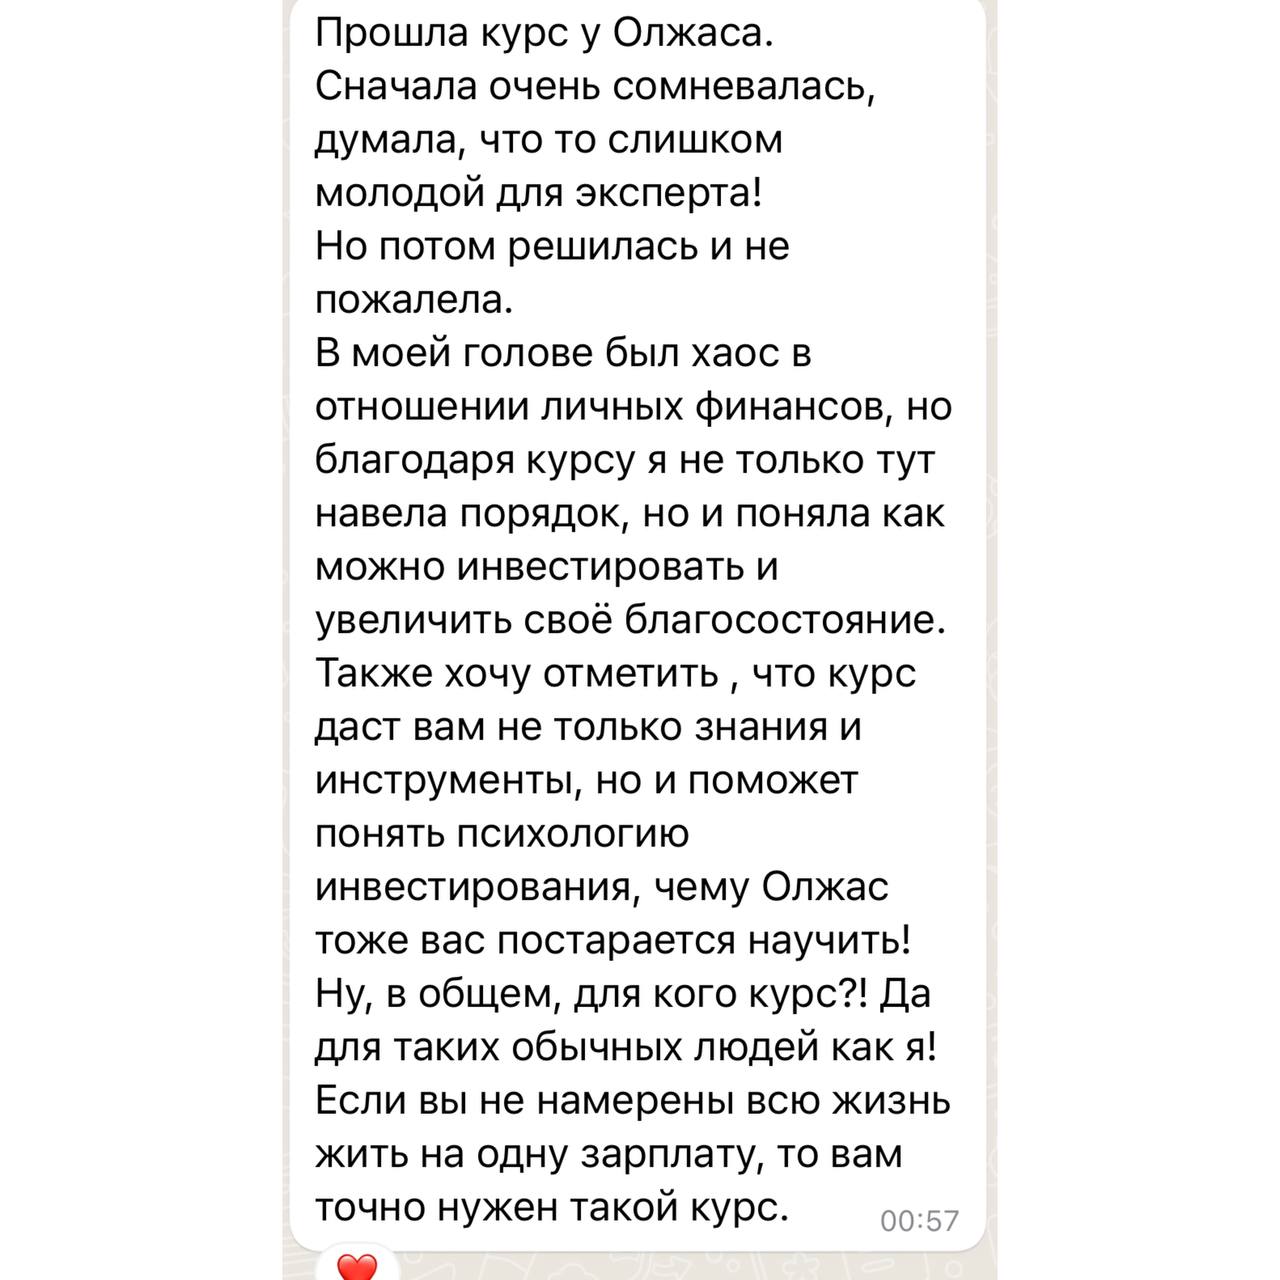 Прошла курс у Олжаса.
Сначала очень сомневалась,
думала, что то слишком
молодой для эксперта!
Но потом решилась и не
пожалела.
В моей голове был хаос в
отношении личных финансов, но
благодаря курсу я не только тут
навела порядок, но и поняла как
можно инвестировать и
увеличить своё благосостояние.
Также хочу отметить , что курс
даст вам не только знания и
инструменты, но и поможет
понять психологию
инвестирования, чему Олжас
тоже вас постарается научить!
Ну, в общем, для кого курс?! Да
для таких обычных людей как я!
Если вы не намерены всю жизнь
жить на одну зарплату, то вам
точно нужен такой курс.
00:57